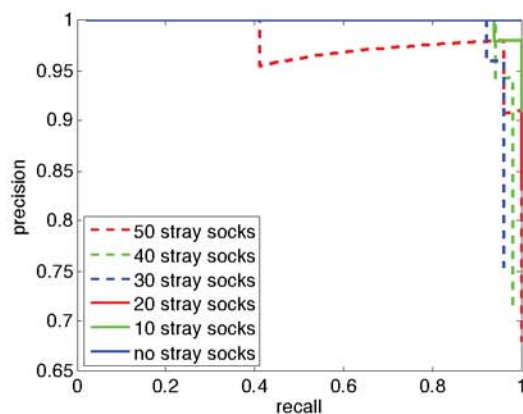 1
0.95
0.9
0.85
precision
0.8
0.75
0.7
0.65
50 stray socks
40 stray socks
30 stray socks
20 stray socks
10 stray socks
no stray socks
0 0.2 0.4 0.6 0.8 1
recall